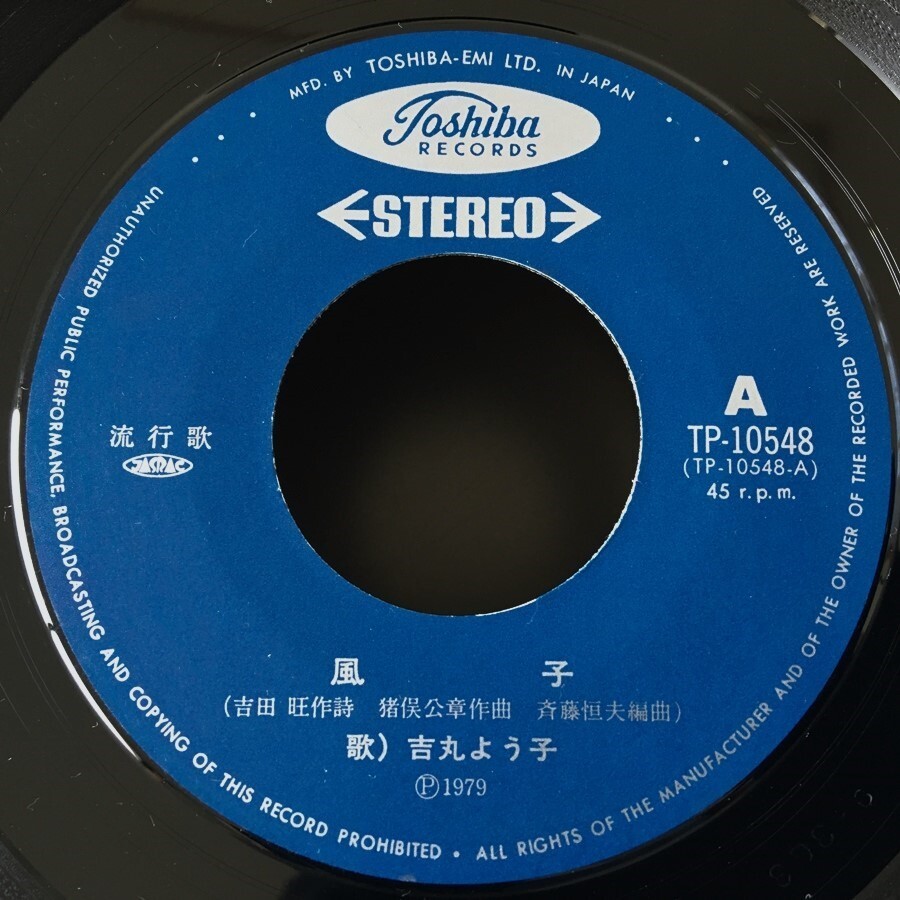 MFD. BY TOSHIBA-EMI LTD. IN JAPAN
Toshiba
RECORDS
STEREO
流行歌
JASRAC
A
TP-10548
(TP-10548-A)
45 r.p.m.
風 子
(吉田 旺作詩 猪俣公章作曲 斉藤恒夫編曲)
歌) 吉丸よう子
Ⓟ1979
UNAUTHORIZED PUBLIC PERFORMANCE, BROADCASTING AND COPYING OF THIS RECORD PROHIBITED • ALL RIGHTS OF THE MANUFACTURER AND OF THE OWNER OF THE RECORDED WORK ARE RESERVED